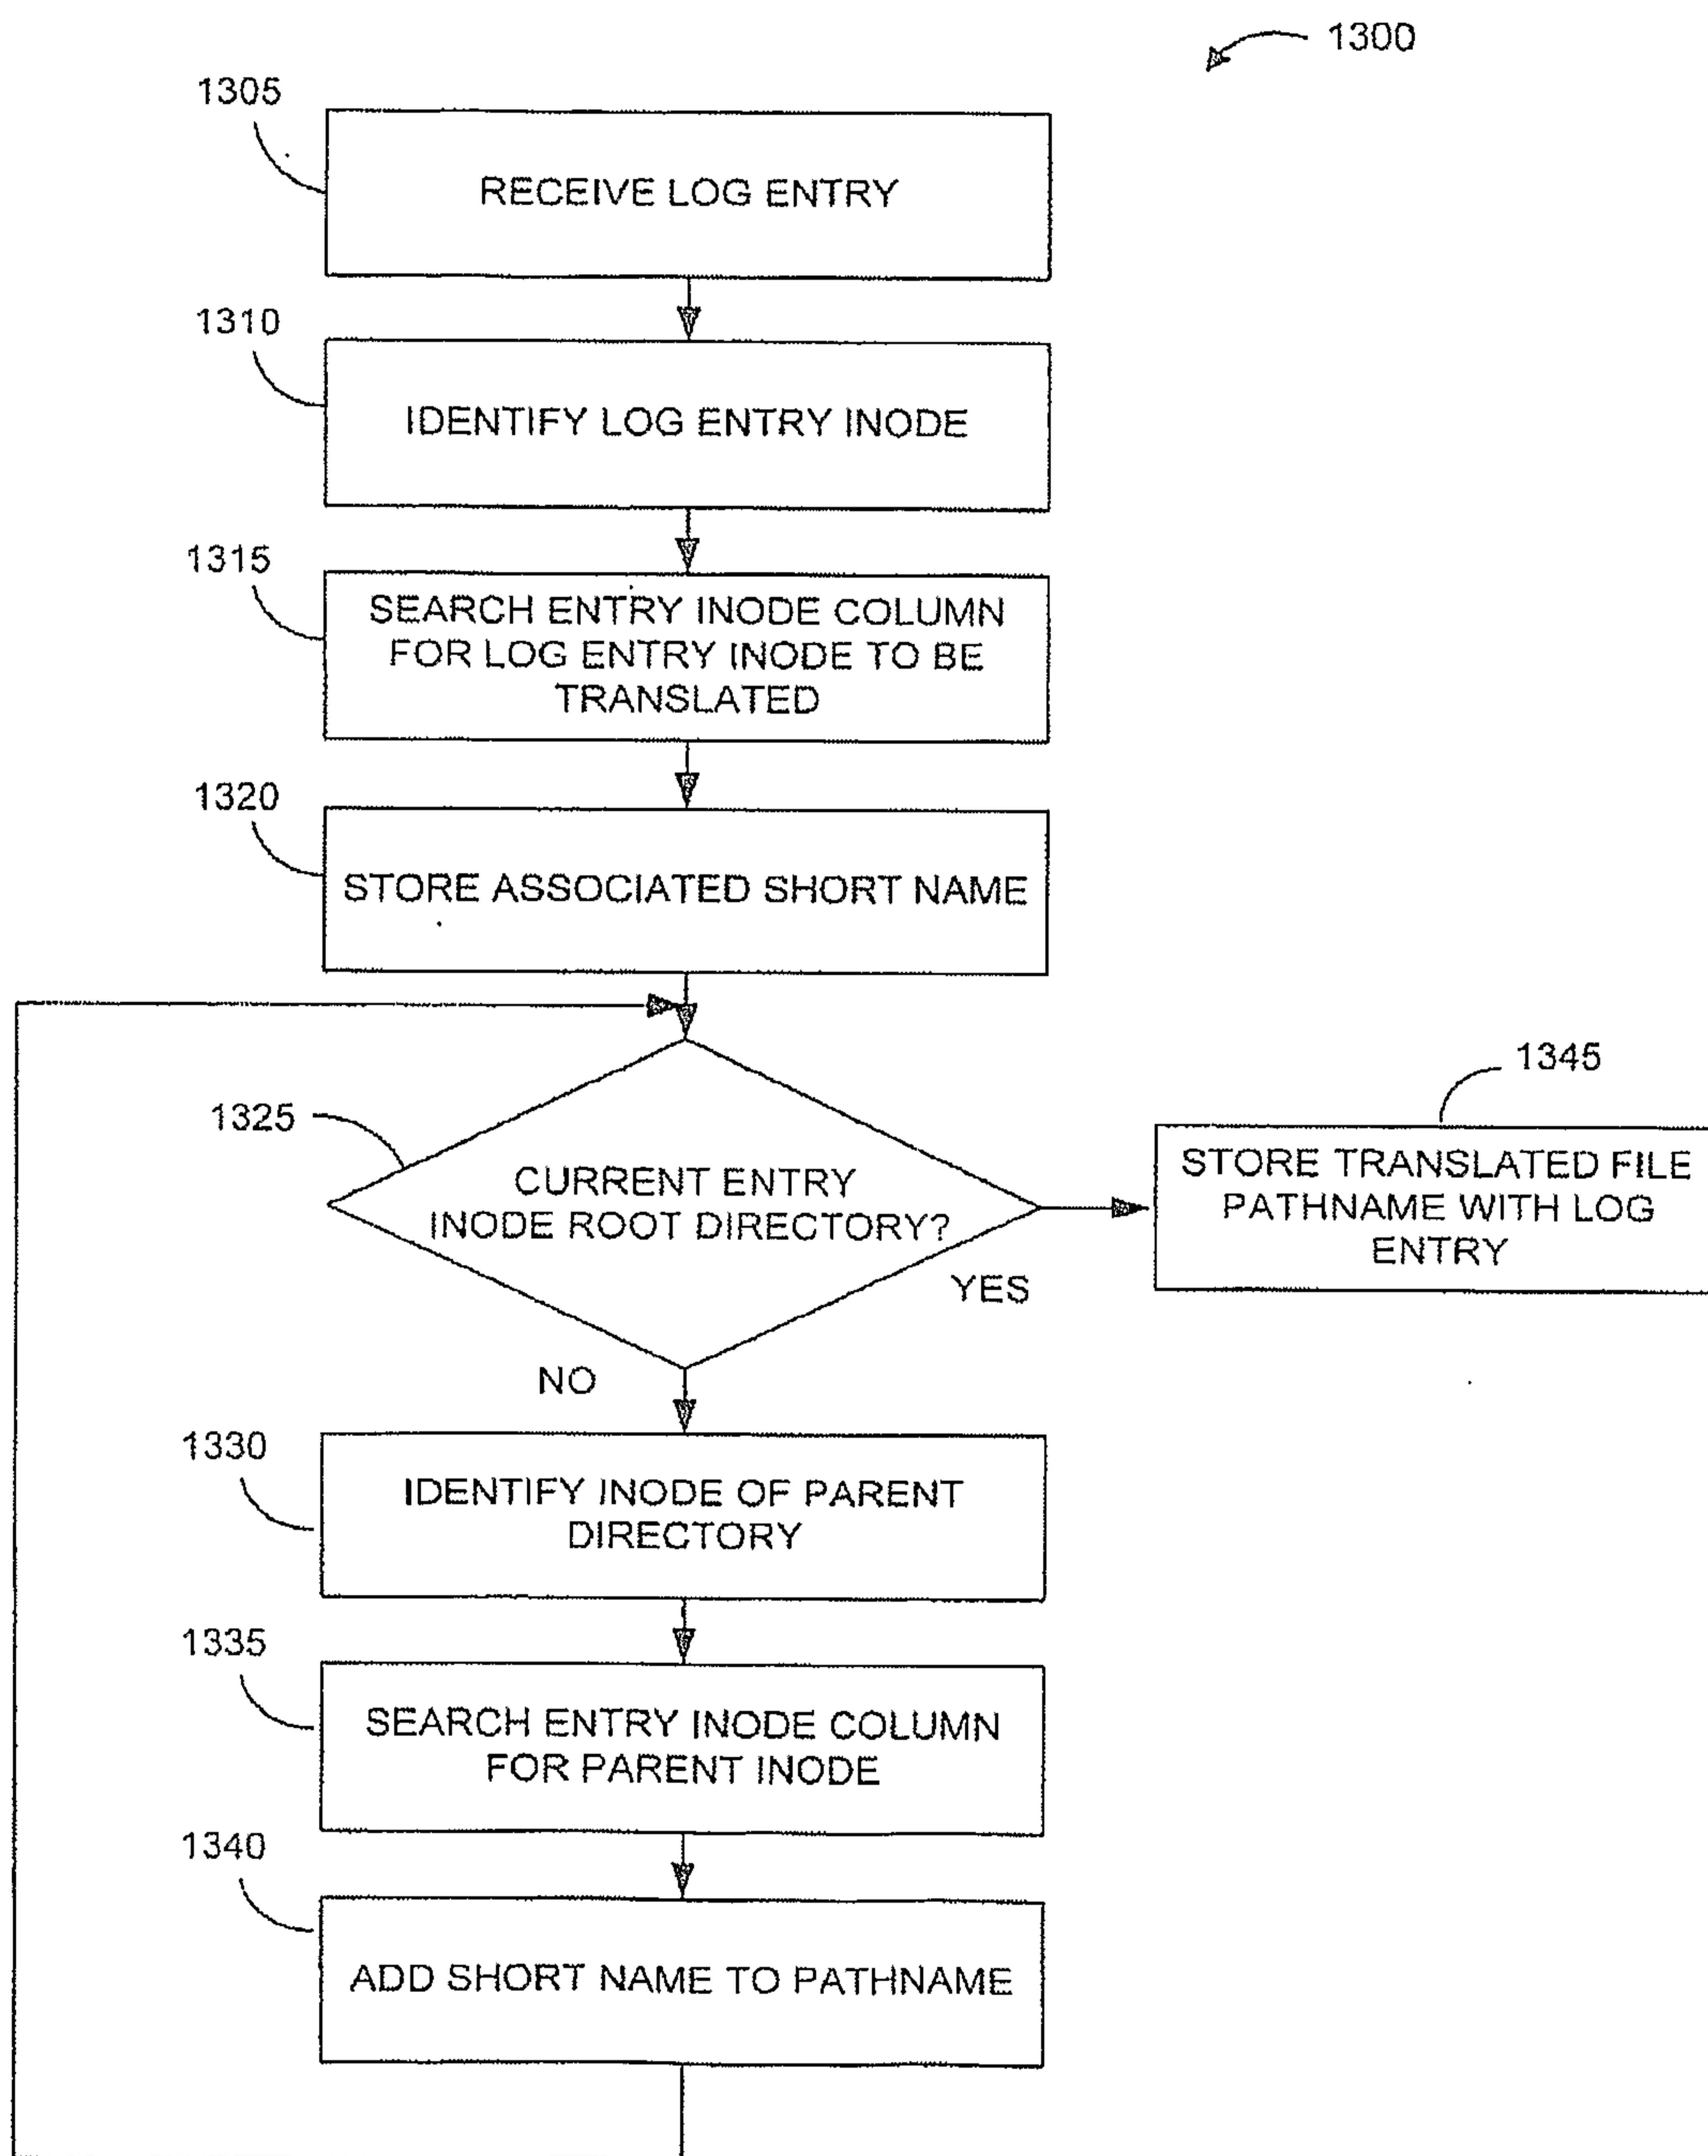 1300
1305
RECEIVE LOG ENTRY
1310
IDENTIFY LOG ENTRY INODE
1315
SEARCH ENTRY INODE COLUMN
FOR LOG ENTRY INODE TO BE
TRANSLATED
1320
STORE ASSOCIATED SHORT NAME
1325
CURRENT ENTRY
INODE ROOT DIRECTORY?
YES
NO
1345
STORE TRANSLATED FILE
PATHNAME WITH LOG
ENTRY
1330
IDENTIFY INODE OF PARENT
DIRECTORY
1335
SEARCH ENTRY INODE COLUMN
FOR PARENT INODE
1340
ADD SHORT NAME TO PATHNAME